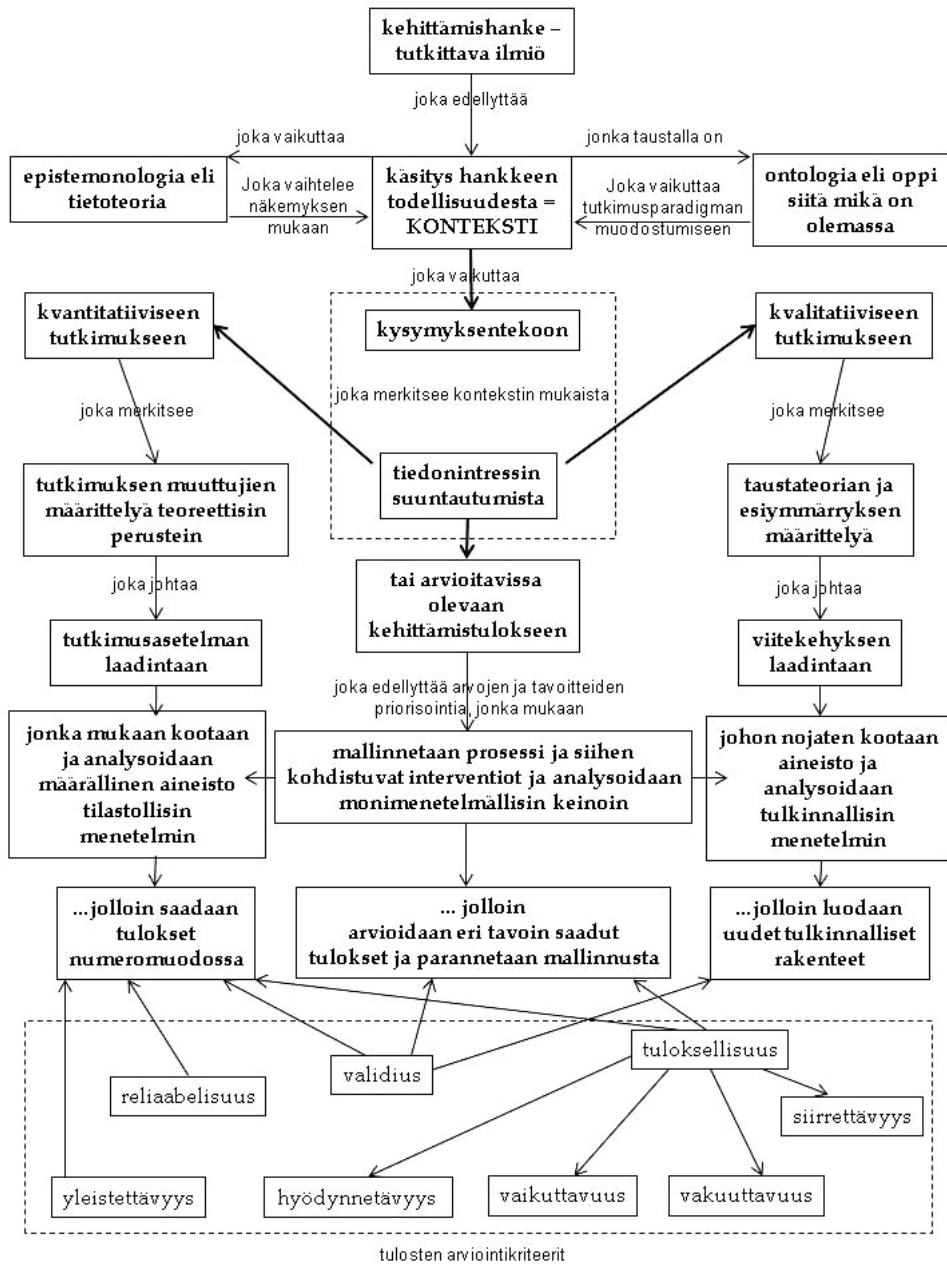 kehittämishanke –
tutkittava ilmiö
joka edellyttää
joka vaikuttaa
jonka taustalla on
epistemonologia eli
tietoteoria
Joka vaihtelee
näkemyksen
mukaan
käsitys hankkeen
todellisuudesta =
KONTEKSTI
Joka vaikuttaa
tutkimusparadigman
muodostumiseen
ontologia eli oppi
siitä mikä on
olemassa
joka vaikuttaa
kvantitatiiviseen
tutkimukseen
kysymyksentekoon
kvalitatiiviseen
tutkimukseen
joka merkitsee kontekstin mukaista
joka merkitsee
joka merkitsee
tutkimuksen muuttujien
määrittelyä teoreettisin
perustein
tiedonintressin
suuntautumista
taustateorian ja
esiymmärryksen
määrittelyä
joka johtaa
tai arvioitavissa
olevaan
kehittämistulokseen
joka johtaa
tutkimusasetelman
laadintaan
viitekehyksen
laadintaan
joka edellyttää arvojen ja tavoitteiden
priorisointia, jonka mukaan
jonka mukaan kootaan
ja analysoidaan
määrällinen aineisto
tilastollisin
menetelmin
mallinnetaan prosessi ja siihen
kohdistuvat interventiot ja analysoidaan
monimenetelmällisin keinoin
johon nojaten kootaan
aineisto ja
analysoidaan
tulkinnallisin
menetelmin
...jolloin saadaan
tulokset
numeromuodossa
... jolloin
arvioidaan eri tavoin saadut
tulokset ja parannetaan mallinnusta
...jolloin luodaan
uudet tulkinnalliset
rakenteet
tuloksellisuus
validius
reliaabelisuus
siirrettävyys
yleistettävyys
hyödynnetävyys
vaikuttavuus
vakuuttavuus
tulosten arviointikriteerit